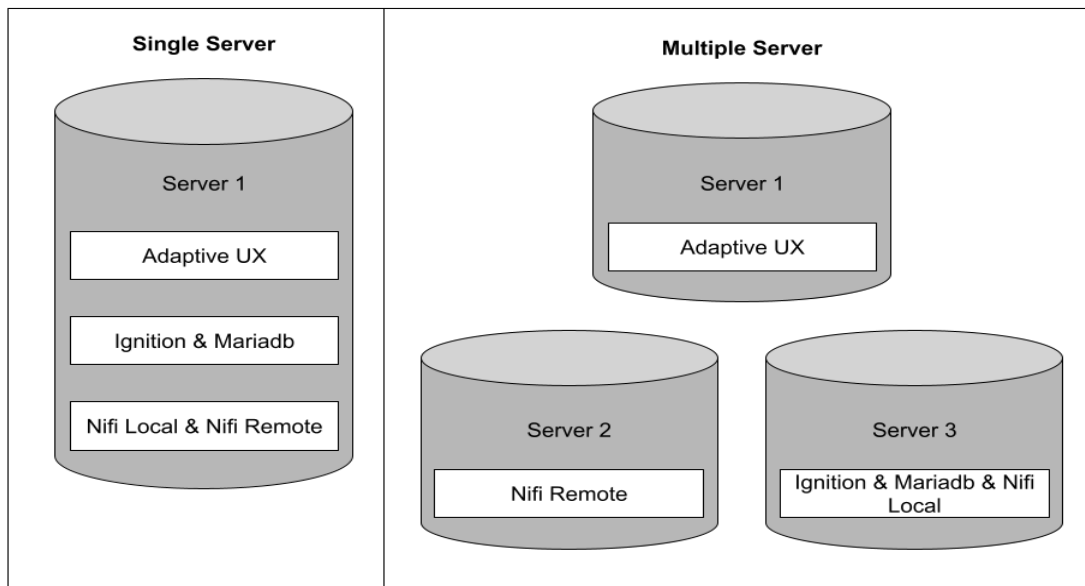 Single Server
Server 1
Adaptive UX
Ignition & Mariadb
Nifi Local & Nifi Remote
Multiple Server
Server 1
Adaptive UX
Server 2
Nifi Remote
Server 3
Ignition & Mariadb & Nifi
Local